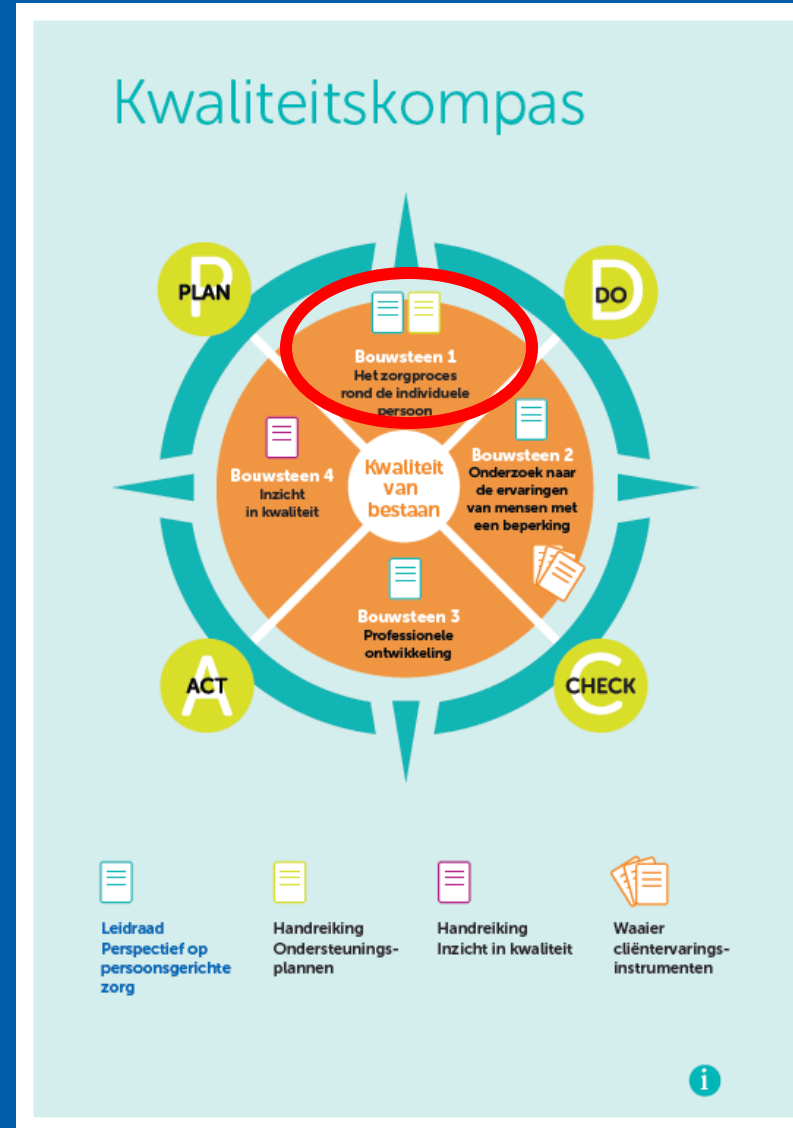 Kwaliteitskompas
PLAN
DO
Bouwsteen 1
Het zorgproces
rond de individuele
persoon
Bouwsteen 4
Inzicht
in kwaliteit
Kwaliteit
van
bestaan
Bouwsteen 2
Onderzoek naar
de ervaringen
van mensen met
een beperking
Bouwsteen 3
Professionele
ontwikkeling
ACT
CHECK
Leidraad
Perspectief op
persoonsgerichte
zorg
Handreiking
Ondersteunings-
plannen
Handreiking
Inzicht in kwaliteit
Waaier
cliëntervarings-
instrumenten
i